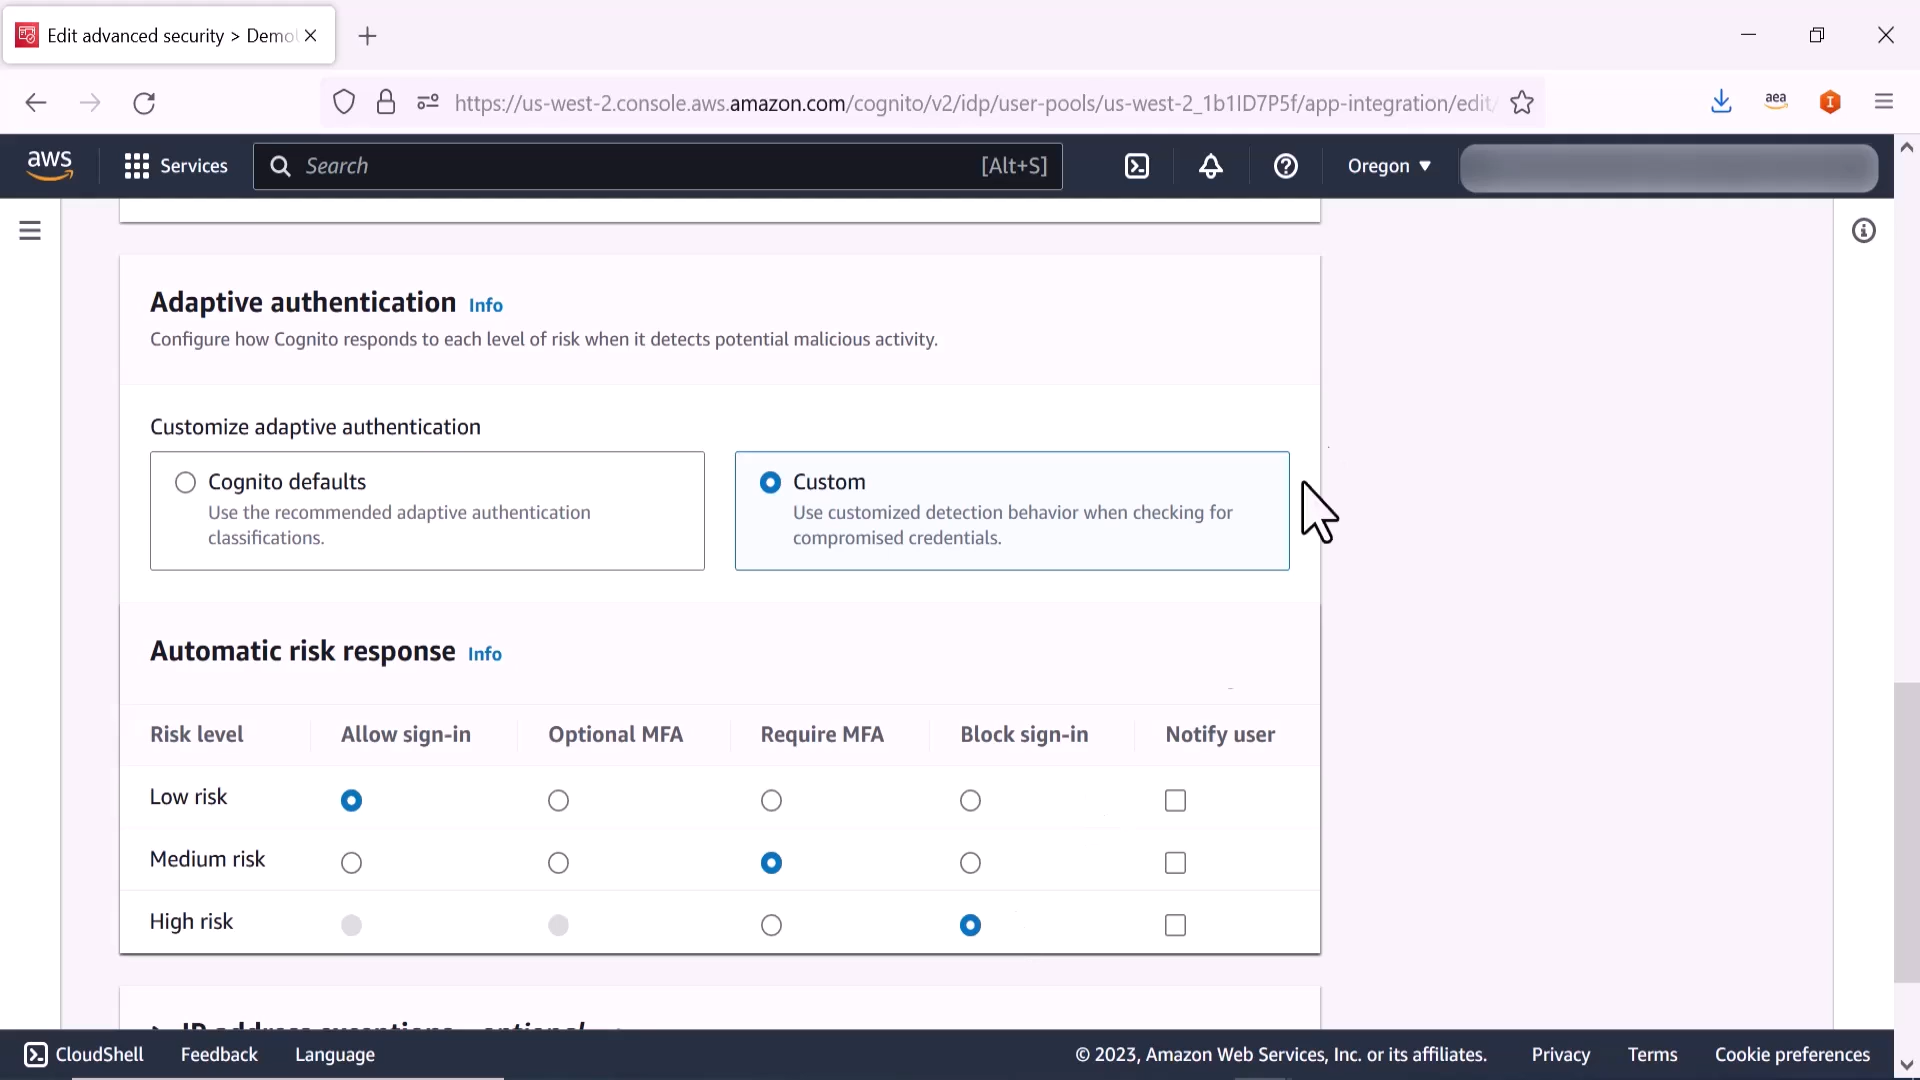 Edit advanced security > Demo
https://us-west-2.console.aws.amazon.com/cognito/v2/idp/user-pools/us-west-2_1b1ID7P5f/app-integration/edit/
aea
aws
Services
Search
[Alt+S]
Oregon
Adaptive authentication Info
Configure how Cognito responds to each level of risk when it detects potential malicious activity.
Customize adaptive authentication
Cognito defaults
Use the recommended adaptive authentication
classifications.
Custom
Use customized detection behavior when checking for
compromised credentials.
Automatic risk response Info
Risk level Allow sign-in Optional MFA Require MFA Block sign-in Notify user
Low risk
Medium risk
High risk
IP address exceptions - optional
CloudShell Feedback Language © 2023, Amazon Web Services, Inc. or its affiliates. Privacy Terms Cookie preferences